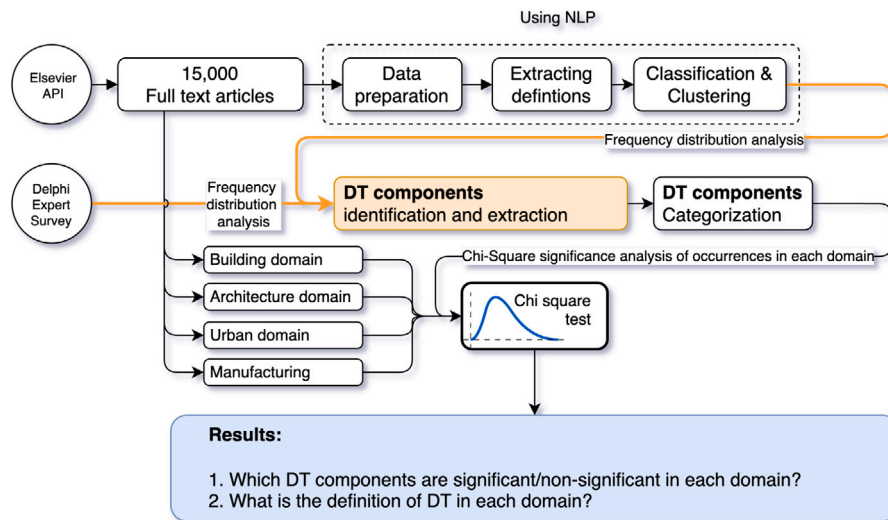 Using NLP
Elsevier
API
15,000
Full text articles
Data
preparation
Extracting
defintions
Classification &
Clustering
Frequency distribution analysis
Delphi
Expert
Survey
Frequency
distribution
analysis
DT components
identification and extraction
DT components
Categorization
Building domain
Architecture domain
Urban domain
Manufacturing
Chi-Square significance analysis of occurrences in each domain
Chi square
test
Results:
1. Which DT components are significant/non-significant in each domain?
2. What is the definition of DT in each domain?